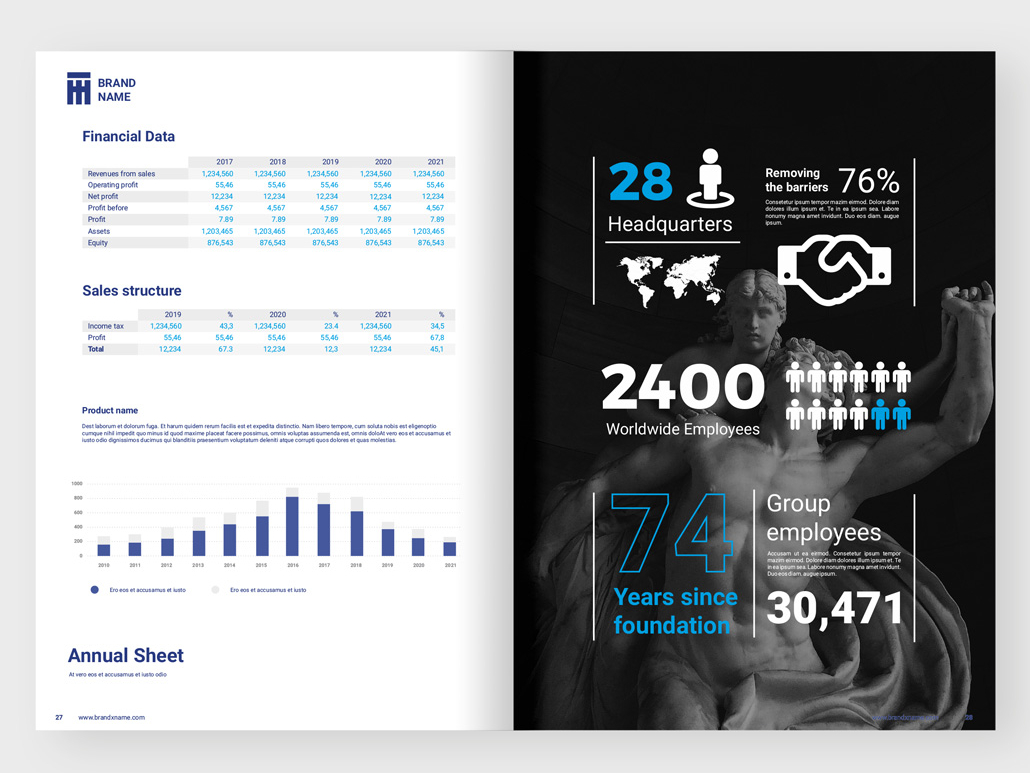 BRAND
NAME
Financial Data
2017 2018 2019 2020 2021
Revenues from sales 1,234,560 1,234,560 1,234,560 1,234,560 1,234,560
Operating profit 55,46 55,46 55,46 55,46 55,46
Net profit 12,234 12,234 12,234 12,234 12,234
Profit before 4,567 4,567 4,567 4,567 4,567
Profit 7.89 7.89 7.89 7.89 7.89
Assets 1,203,465 1,203,465 1,203,465 1,203,465 1,203,465
Equity 876,543 876,543 876,543 876,543 876,543
Sales structure
2019 % 2020 % 2021 %
Income tax 1,234,560 43,3 1,234,560 23.4 1,234,560 34,5
Profit 55,46 55,46 55,46 55,46 55,46 67,8
Total 12,234 67.3 12,234 12,3 12,234 45,1
Product name
Dest laborum et dolorum fuga. Et harum quidem rerum facilis est et expedita distinctio. Nam libero tempore, cum soluta nobis est eligenoptio
cumque nihil impedit quo minus id quod maxime placeat facere possimus, omnis voluptas assumenda est, omnis doloAt vero eos et accusamus et
iusto odio dignissimos ducimus qui blanditiis praesentium voluptatum deleniti atque corrupti quos dolores et quas molestias.
1000
800
600
400
200
0
2010 2011 2012 2013 2014 2015 2016 2017 2018 2019 2020 2021
Ero eos et accusamus et iusto Ero eos et accusamus et iusto
Annual Sheet
At vero eos et accusamus et iusto odio
27 www.brandxname.com
28
Headquarters
Removing
the barriers 76%
Consetetur ipsum tempor mazim eirmod. Dolore diam
dolores illum ipsum et. Te in ea ipsum sea. Labore
nonumy magna amet invidunt. Duo eos diam. augue
ipsum.
2400
Worldwide Employees
74
Years since
foundation
Group
employees
Accusam ut ea eirmod. Consetetur ipsum tempor
mazim eirmod. Dolore diam dolores illum ipsum et. Te
in ea ipsum sea. Labore nonumy magna amet invidunt.
Duo eos diam. augue ipsum.
30,471
28